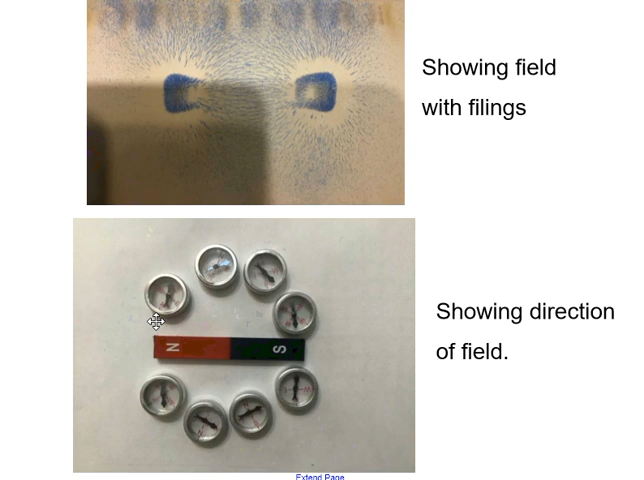 Showing field
with filings
N
S
Showing direction
of field.
Extend Page